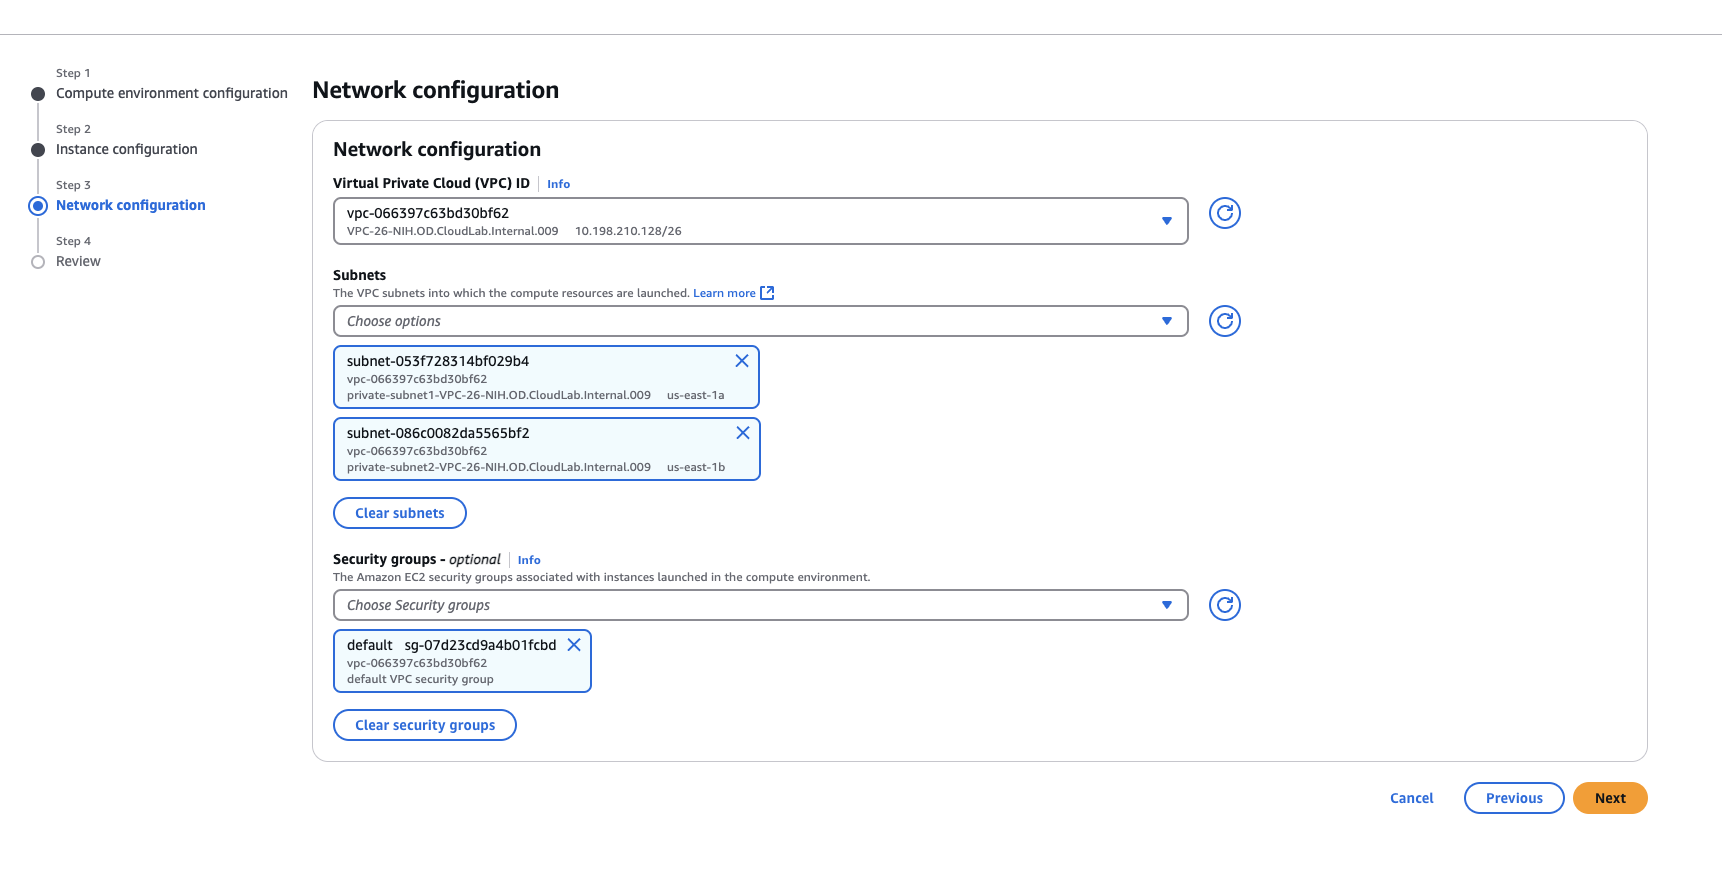 Step 1
Compute environment configuration
Step 2
Instance configuration
Step 3
Network configuration
Step 4
Review
Network configuration
Network configuration
Virtual Private Cloud (VPC) ID Info
vpc-066397c63bd30bf62
VPC-26-NIH.OD.CloudLab.Internal.009 10.198.210.128/26
Subnets
The VPC subnets into which the compute resources are launched. Learn more
Choose options
subnet-053f728314bf029b4
vpc-066397c63bd30bf62
private-subnet1-VPC-26-NIH.OD.CloudLab.Internal.009 us-east-1a
subnet-086c0082da5565bf2
vpc-066397c63bd30bf62
private-subnet2-VPC-26-NIH.OD.CloudLab.Internal.009 us-east-1b
Clear subnets
Security groups - optional Info
The Amazon EC2 security groups associated with instances launched in the compute environment.
Choose Security groups
default sg-07d23cd9a4b01fcbd
vpc-066397c63bd30bf62
default VPC security group
Clear security groups
Cancel Previous Next